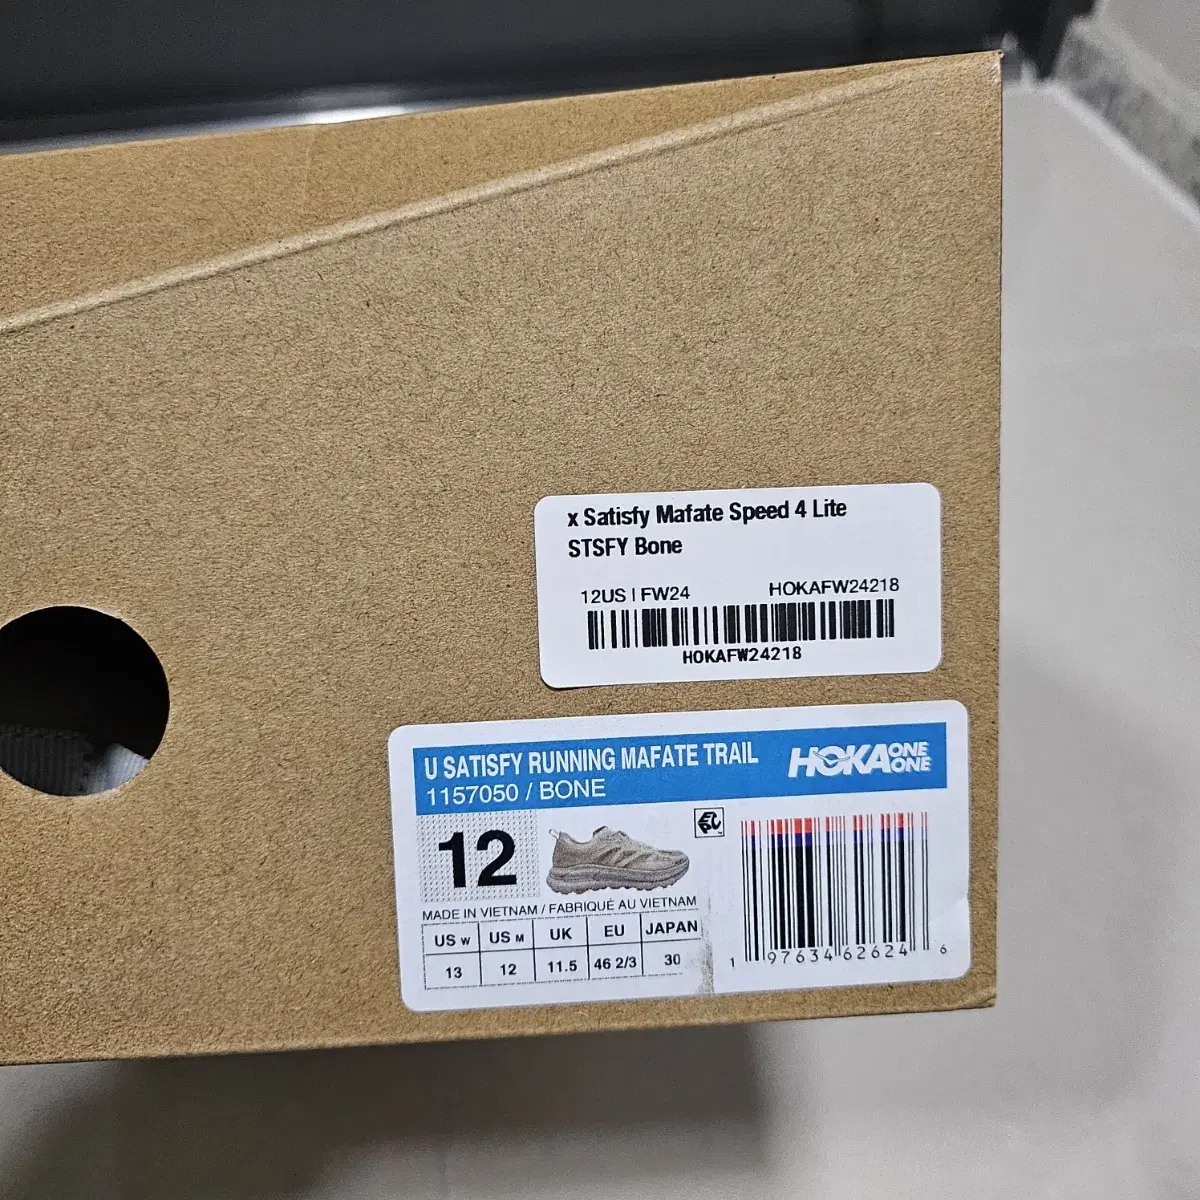 x Satisfy Mafate Speed 4 Lite
STSFY Bone
12US | FW24 HOKAFW24218
HOKAFW24218
U SATISFY RUNNING MAFATE TRAIL
1157050 / BONE
HOKA ONE ONE
12
MADE IN VIETNAM / FABRIQUÉ AU VIETNAM
US W US M UK EU JAPAN
13 12 11.5 46 2/3 30
1 97634 62624 6